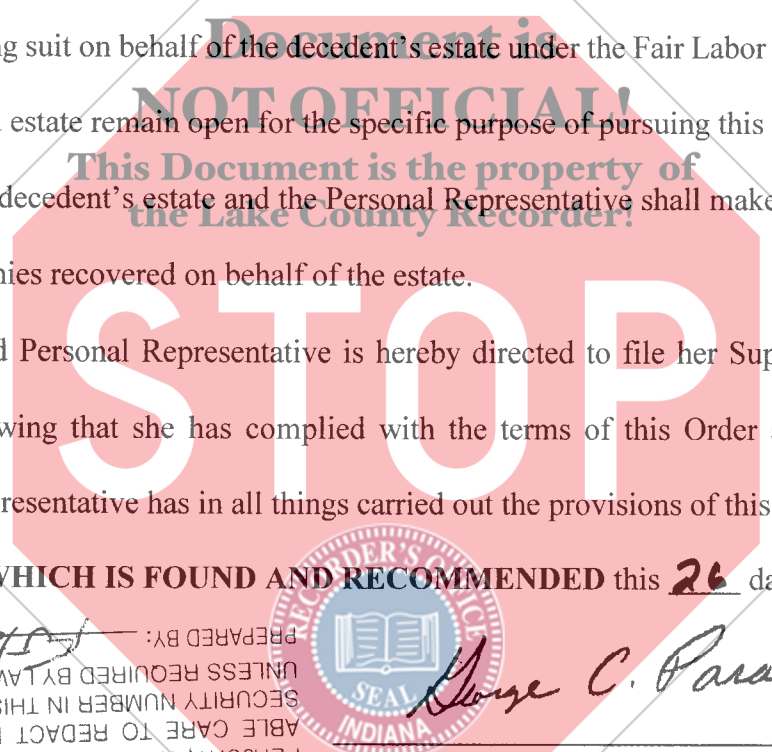 Document is
ng suit on behalf of the decedent's estate under the Fair Labor
NOT OFFICIAL!
estate remain open for the specific purpose of pursuing this
This Document is the property of
decedent's estate and the Personal Representative shall make
the Lake County Recorder!
nies recovered on behalf of the estate.
STOP
d Personal Representative is hereby directed to file her Sup
wing that she has complied with the terms of this Order
resentative has in all things carried out the provisions of this
WHICH IS FOUND AND RECOMMENDED this 26 da
RECORDER'S OFFICE
SEAL
INDIANA
George C. Para
PREPARED BY:
UNLESS REQUIRED BY LAW
SECURITY NUMBER IN THIS
ABLE CARE TO REDACT